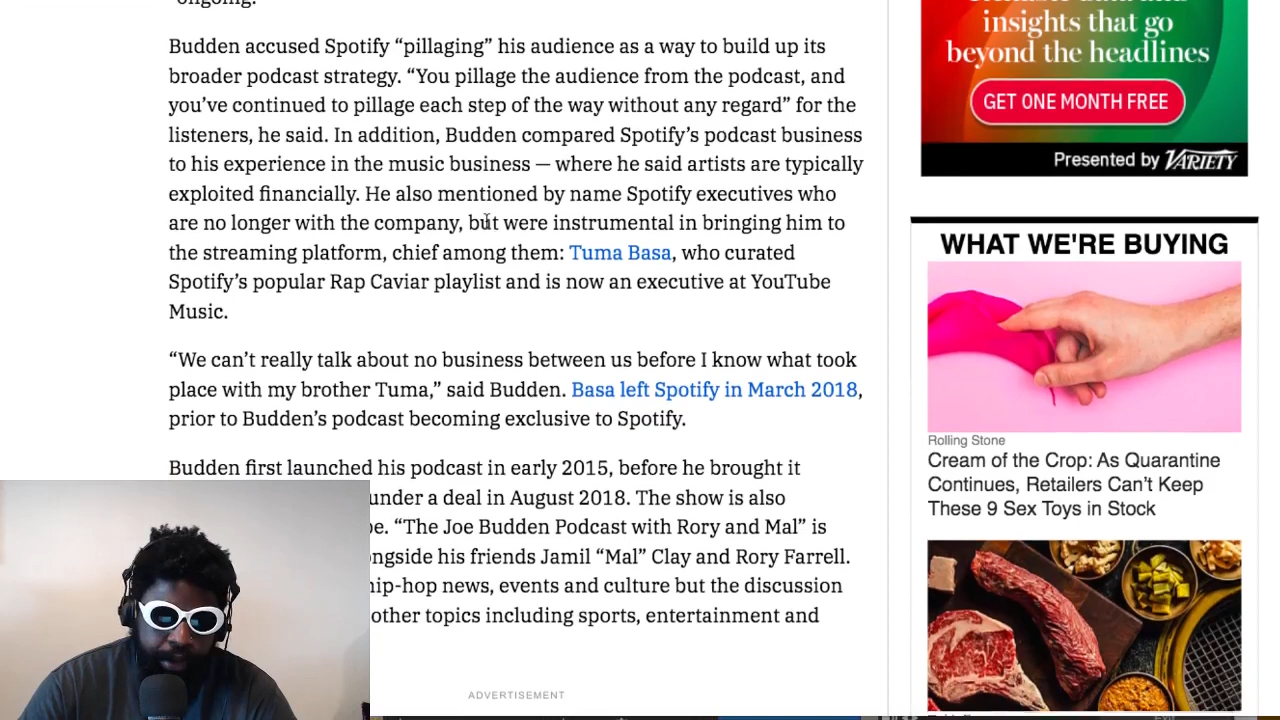 Budden accused Spotify “pillaging” his audience as a way to build up its
broader podcast strategy. “You pillage the audience from the podcast, and
you’ve continued to pillage each step of the way without any regard” for the
listeners, he said. In addition, Budden compared Spotify’s podcast business
to his experience in the music business — where he said artists are typically
exploited financially. He also mentioned by name Spotify executives who
are no longer with the company, but were instrumental in bringing him to
the streaming platform, chief among them: Tuma Basa, who curated
Spotify’s popular Rap Caviar playlist and is now an executive at YouTube
Music.
“We can’t really talk about no business between us before I know what took
place with my brother Tuma,” said Budden. Basa left Spotify in March 2018,
prior to Budden’s podcast becoming exclusive to Spotify.
Budden first launched his podcast in early 2015, before he brought it
under a deal in August 2018. The show is also
“The Joe Budden Podcast with Rory and Mal” is
his friends Jamil “Mal” Clay and Rory Farrell.
news, events and culture but the discussion
other topics including sports, entertainment and
ADVERTISEMENT
insights that go
beyond the headlines
GET ONE MONTH FREE
Presented by VARIETY
WHAT WE'RE BUYING
Rolling Stone
Cream of the Crop: As Quarantine
Continues, Retailers Can’t Keep
These 9 Sex Toys in Stock